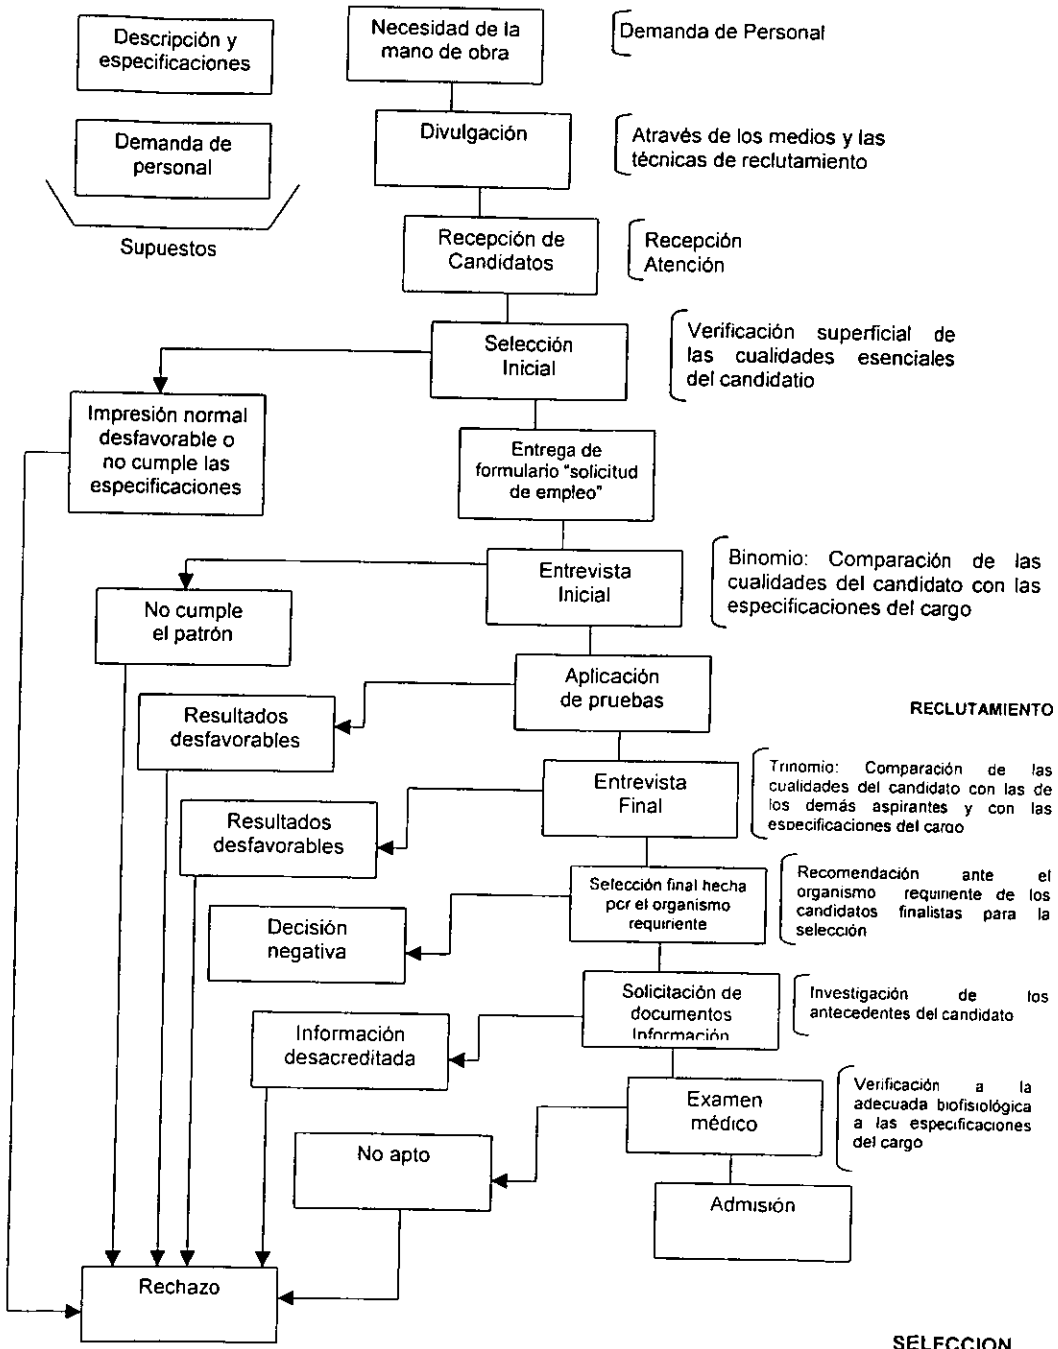 Descripción y
especificaciones
Necesidad de la
mano de obra
Demanda de Personal
Demanda de
personal
Supuestos
Divulgación
Através de los medios y las
técnicas de reclutamiento
Recepción de
Candidatos
Recepción
Atención
Selección
Inicial
Verificación superficial de
las cualidades esenciales
del candidatio
Impresión normal
desfavorable o
no cumple las
especificaciones
Entrega de
formulario "solicitud
de empleo"
Entrevista
Inicial
Binomio: Comparación de las
cualidades del candidato con las
especificaciones del cargo
No cumple
el patrón
Aplicación
de pruebas
Resultados
desfavorables
RECLUTAMIENTO
Entrevista
Final
Trinomio: Comparación de las
cualidades del candidato con las de
los demás aspirantes y con las
especificaciones del cargo
Resultados
desfavorables
Selección final hecha
por el organismo
requiriente
Recomendación ante el
organismo requiriente de los
candidatos finalistas para la
selección
Decisión
negativa
Solicitación de
documentos
Información
Investigación de los
antecedentes del candidato
Información
desacreditada
Examen
médico
Verificación a la
adecuada biofisiológica
a las especificaciones
del cargo
No apto
Admisión
Rechazo
SELECCION